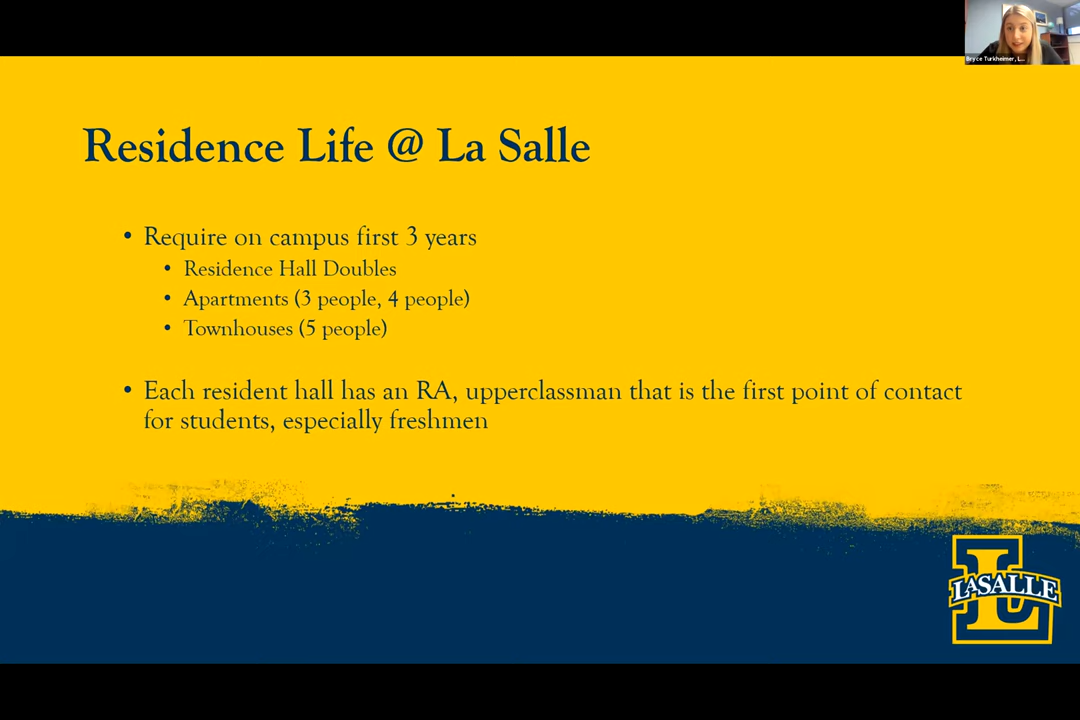 Bryce Turkheimer, L...
Residence Life @ La Salle
• Require on campus first 3 years
• Residence Hall Doubles
• Apartments (3 people, 4 people)
• Townhouses (5 people)
• Each resident hall has an RA, upperclassman that is the first point of contact
for students, especially freshmen
L
LASALLE